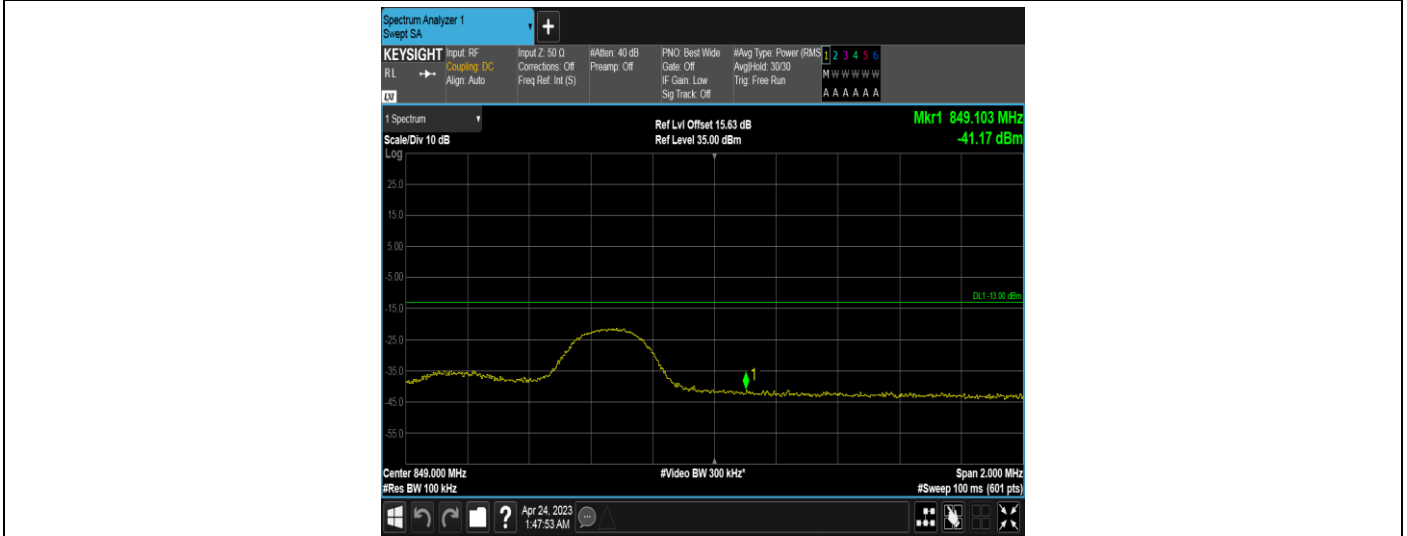 Spectrum Analyzer 1
Swept SA
KEYSIGHT
RL
LXI
Input: RF
Coupling: DC
Align: Auto
Input Z: 50 Ω
Corrections: Off
Freq Ref: Int (S)
#Atten: 40 dB
Preamp: Off
PNO: Best Wide
Gate: Off
IF Gain: Low
Sig Track: Off
#Avg Type: Power (RMS
Avg|Hold: 30/30
Trig: Free Run
1 2 3 4 5 6
M W W W W W
A A A A A A
1 Spectrum
Scale/Div 10 dB
Ref Lvl Offset 15.63 dB
Ref Level 35.00 dBm
Mkr1 849.103 MHz
-41.17 dBm
Log
25.0
15.0
5.00
-5.00
DL1 -13.00 dBm
-15.0
-25.0
-35.0
1
-45.0
-55.0
Center 849.000 MHz
#Video BW 300 kHz*
Span 2.000 MHz
#Res BW 100 kHz
#Sweep 100 ms (601 pts)
?
Apr 24, 2023
1:47:53 AM